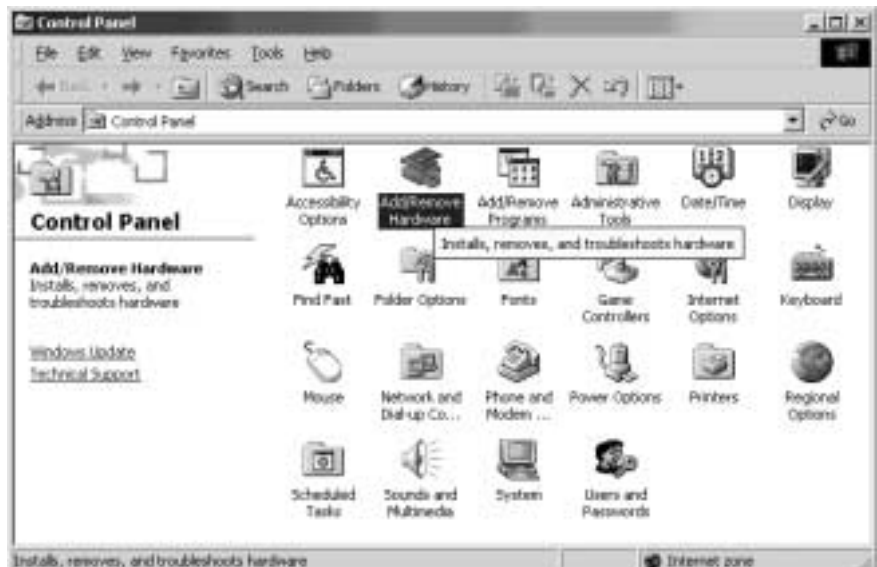 Control Panel
File Edit View Favorites Tools Help
Back Search Folders History
Address Control Panel Go
Accessibility Options
Add/Remove Hardware
Add/Remove Programs
Administrative Tools
Date/Time
Display
Control Panel
Installs, removes, and troubleshoots hardware
Add/Remove Hardware
Installs, removes, and
troubleshoots hardware
Windows Update
Technical Support
Find Fast
Folder Options
Fonts
Game Controllers
Internet Options
Keyboard
Mouse
Network and Dial-up Co...
Phone and Modem ...
Power Options
Printers
Regional Options
Scheduled Tasks
Sounds and Multimedia
System
Users and Passwords
Installs, removes, and troubleshoots hardware
Internet zone